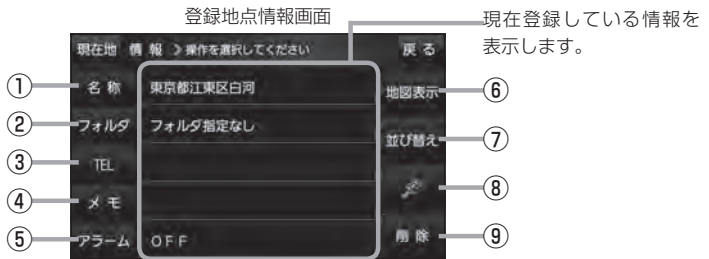 登録地点情報画面
現在登録している情報を
表示します。
現在地 情 報 >操作を選択してください 戻 る
① 名 称 東京都江東区白河 地図表示 ⑥
② フォルダ フォルダ指定なし 並び替え ⑦
③ TEL
④ メ モ ⑧
⑤ アラーム OFF 削 除 ⑨